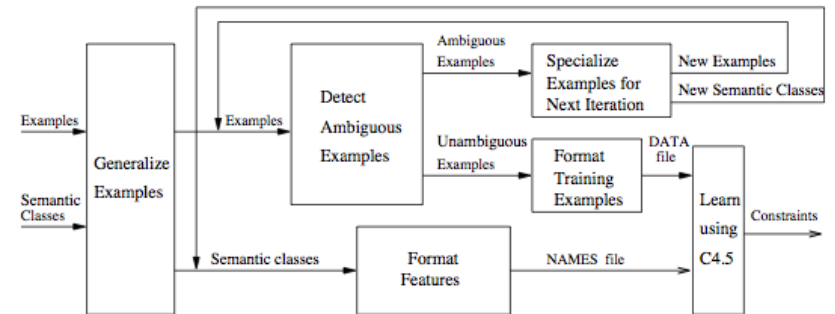 Examples
Semantic
Classes
Generalize
Examples
Examples
Detect
Ambiguous
Examples
Ambiguous
Examples
Specialize
Examples for
Next Iteration
New Examples
New Semantic Classes
Unambiguous
Examples
Format
Training
Examples
DATA
file
Semantic classes
Format
Features
NAMES file
Learn
using
C4.5
Constraints